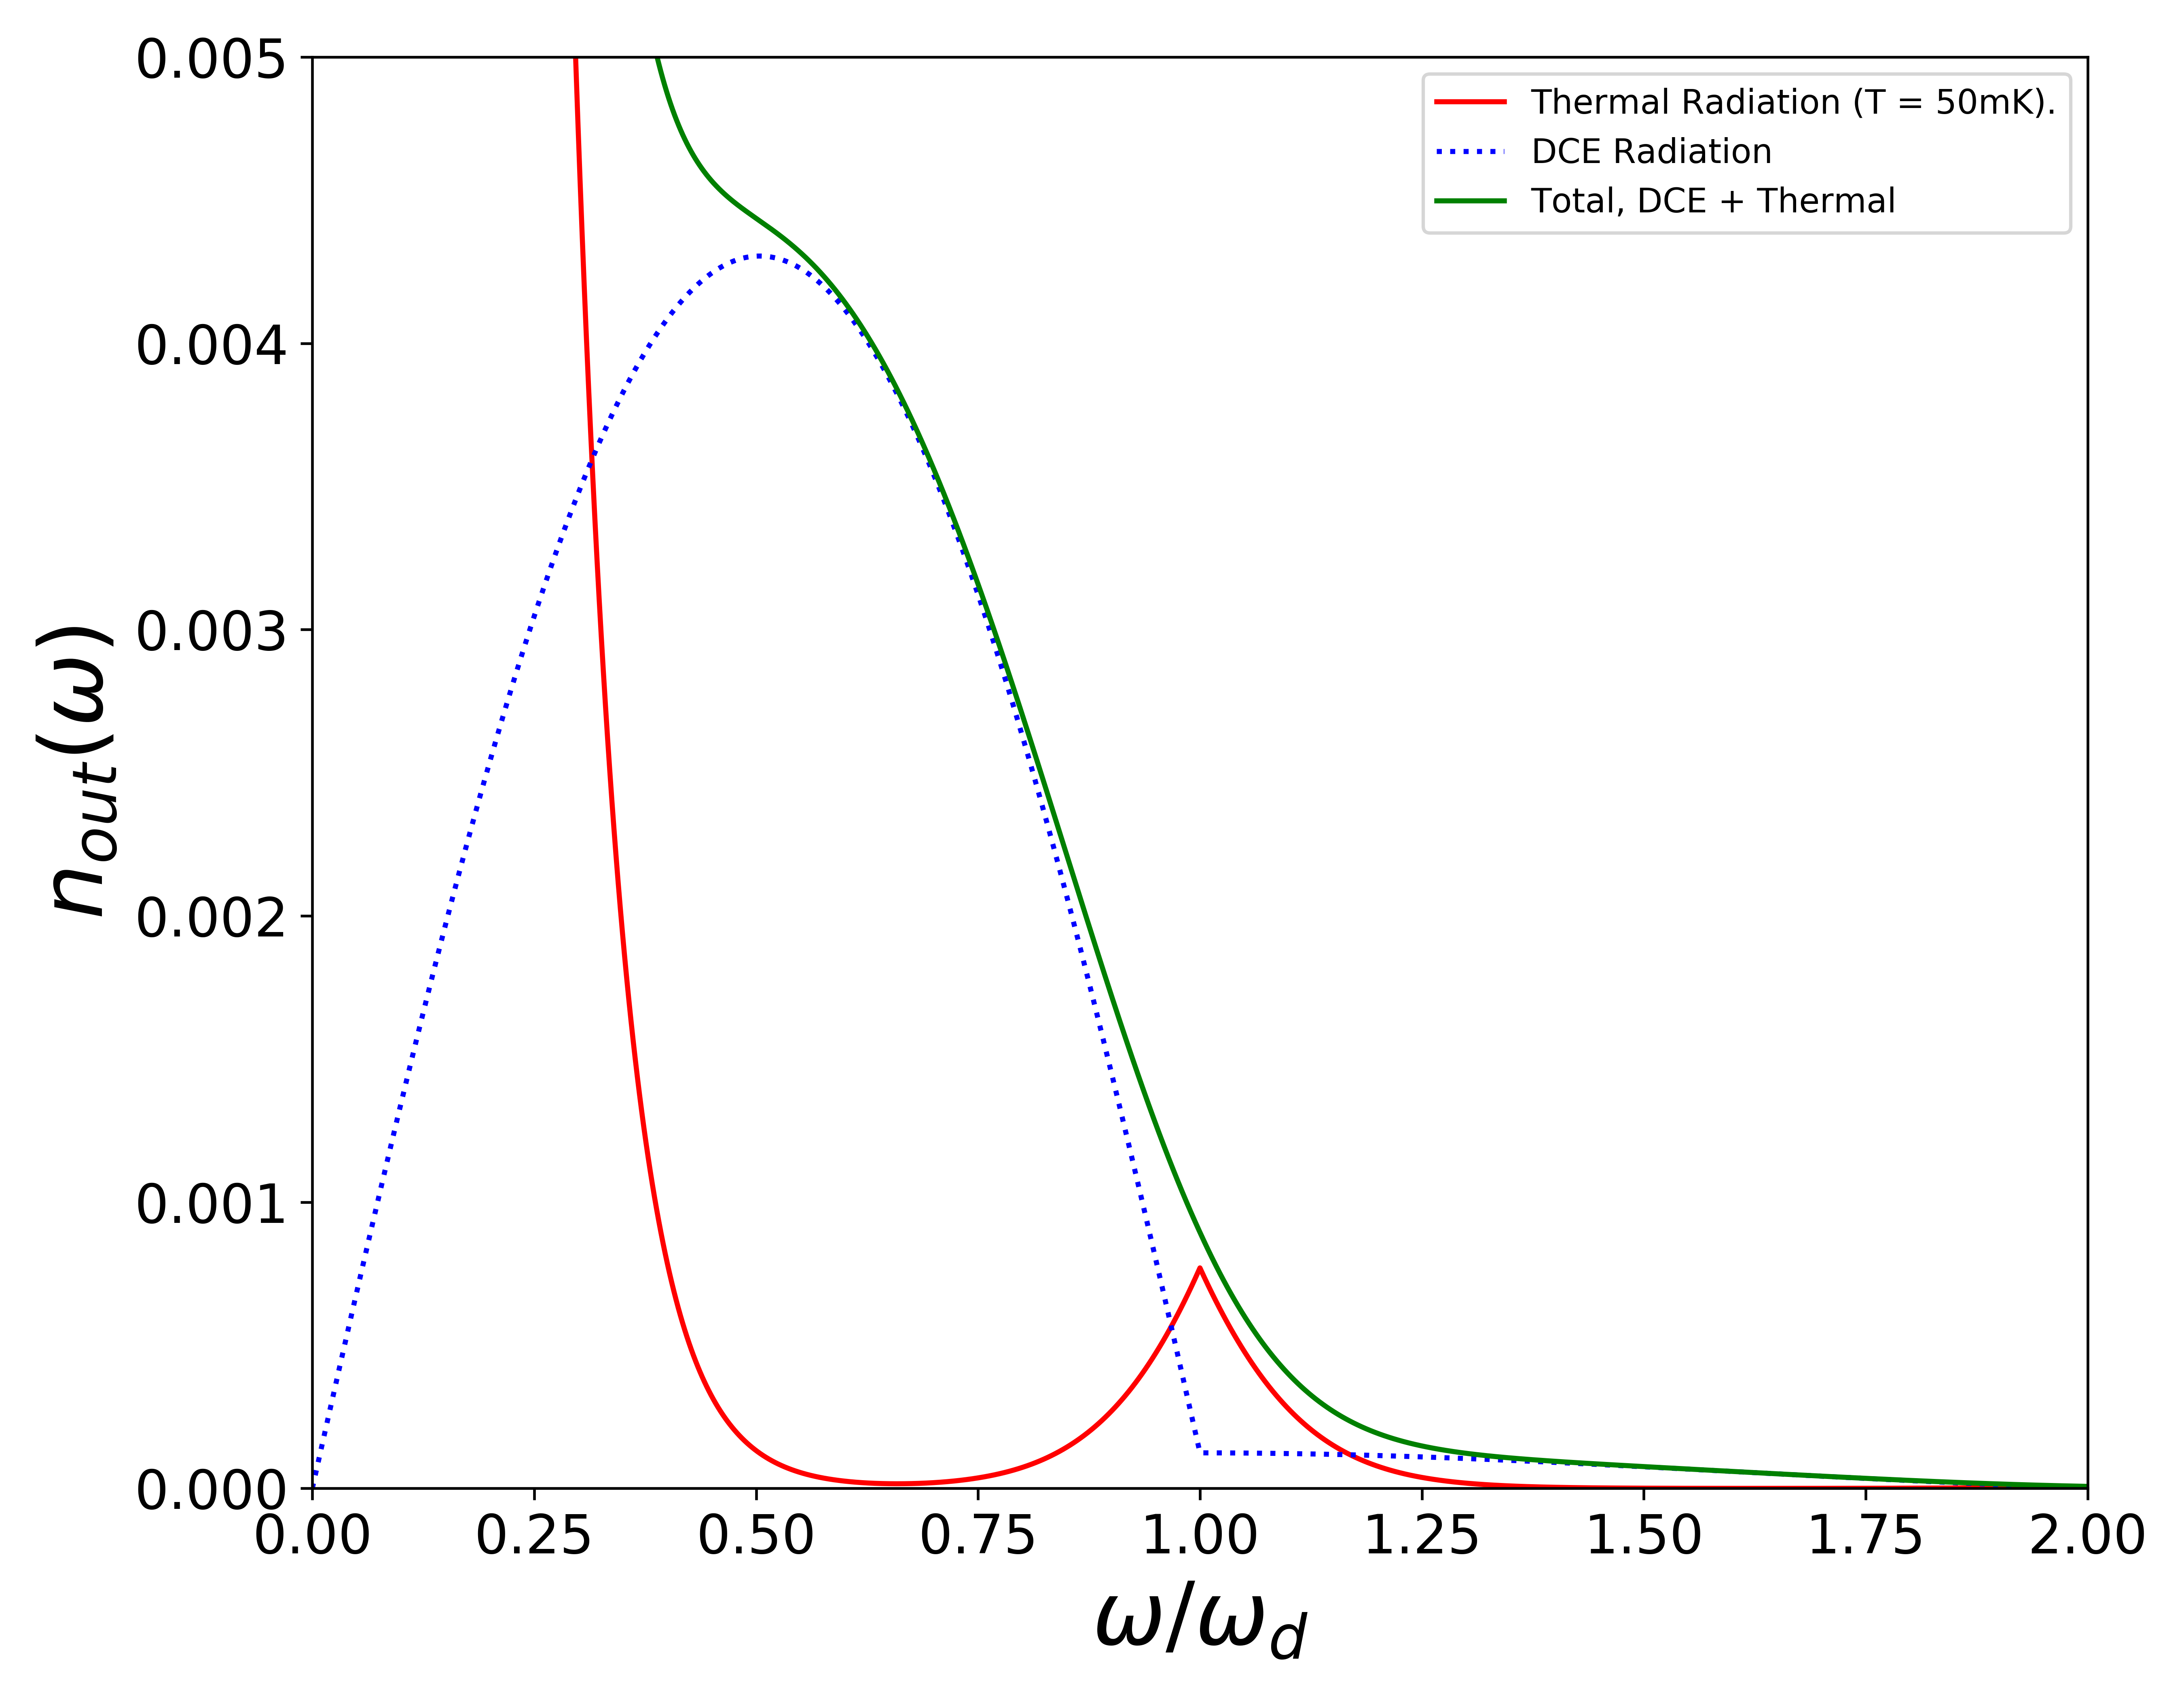 0.005
0.004
0.003
0.002
0.001
0.000
n_out(ω)
0.00 0.25 0.50 0.75 1.00 1.25 1.50 1.75 2.00
ω/ω_d
Thermal Radiation (T = 50mK).
DCE Radiation
Total, DCE + Thermal